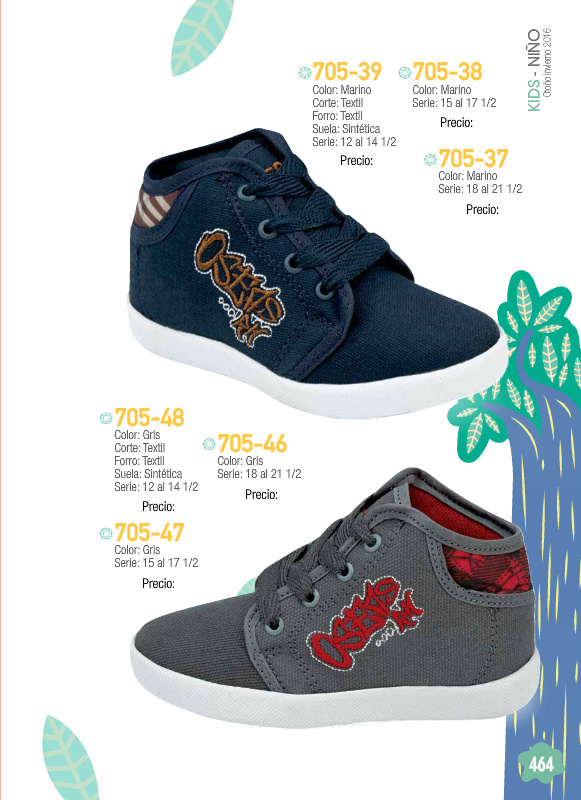 KIDS - NIÑO
Otoño Invierno 2016
705-39
Color: Marino
Corte: Textil
Forro: Textil
Suela: Sintética
Serie: 12 al 14 1/2
Precio:
705-38
Color: Marino
Serie: 15 al 17 1/2
Precio:
705-37
Color: Marino
Serie: 18 al 21 1/2
Precio:
705-48
Color: Gris
Corte: Textil
Forro: Textil
Suela: Sintética
Serie: 12 al 14 1/2
Precio:
705-46
Color: Gris
Serie: 18 al 21 1/2
Precio:
705-47
Color: Gris
Serie: 15 al 17 1/2
Precio:
464